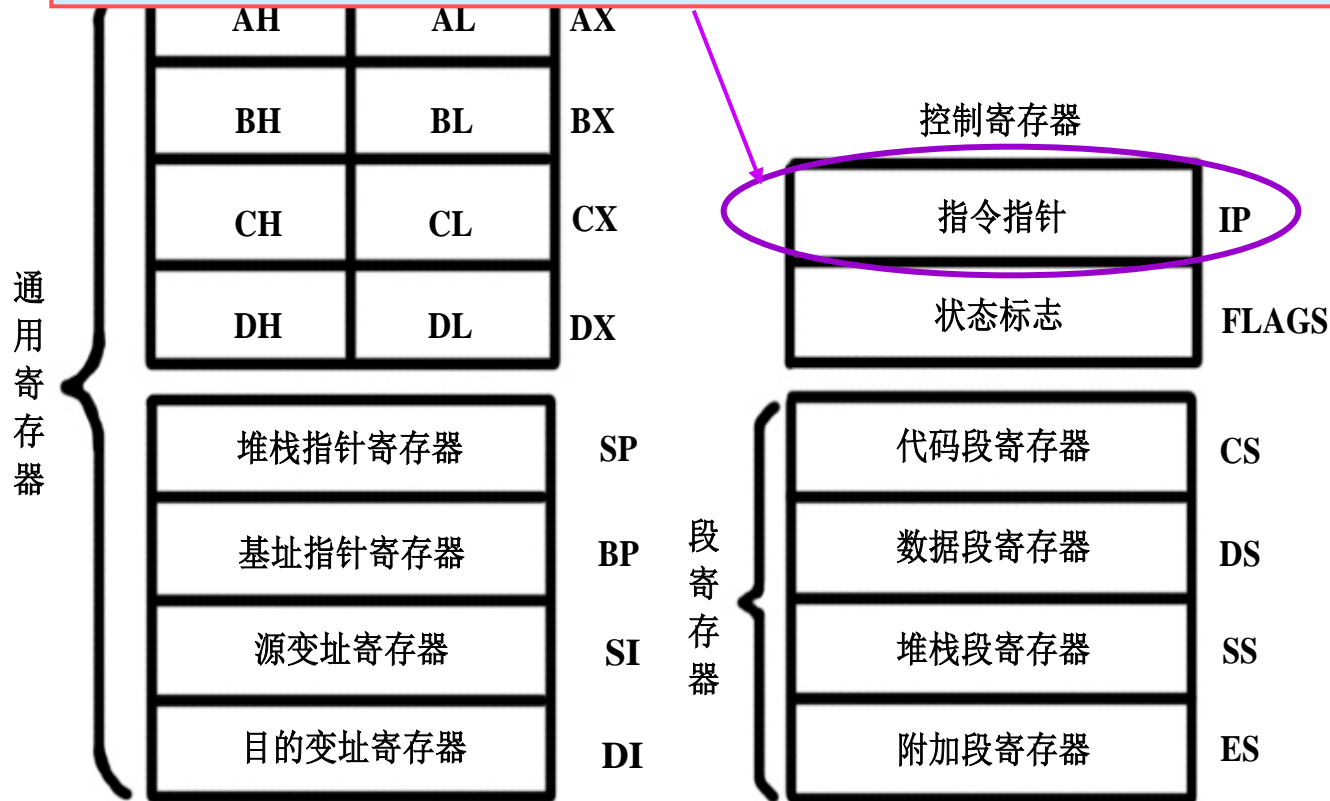 AH AL AX
BH BL BX
CH CL CX
DH DL DX
通用寄存器
堆栈指针寄存器 SP
基址指针寄存器 BP
源变址寄存器 SI
目的变址寄存器 DI
控制寄存器
指令指针 IP
状态标志 FLAGS
段寄存器
代码段寄存器 CS
数据段寄存器 DS
堆栈段寄存器 SS
附加段寄存器 ES